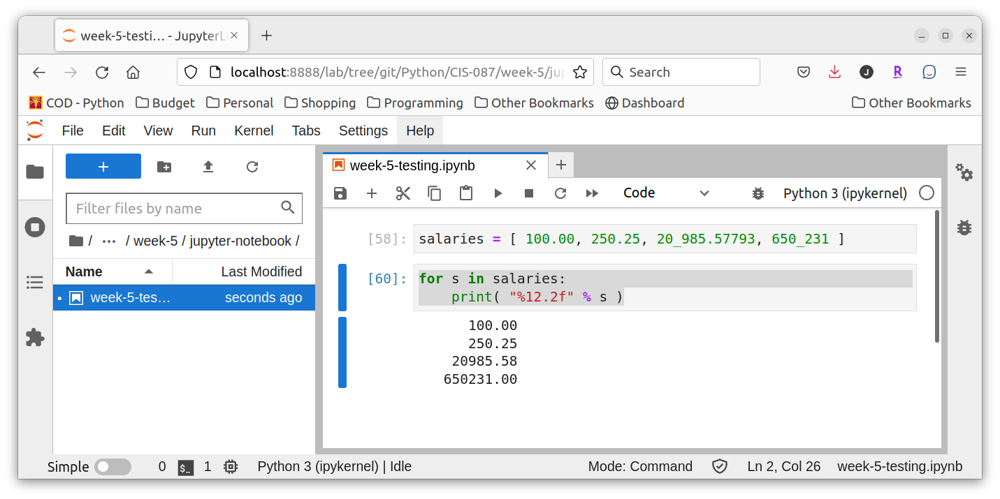 week-5-testi… - JupyterL
localhost:8888/lab/tree/git/Python/CIS-087/week-5/jup
Search
J
R
COD - Python Budget Personal Shopping Programming Other Bookmarks Dashboard Other Bookmarks
File Edit View Run Kernel Tabs Settings Help
+
Filter files by name
/ … / week-5 / jupyter-notebook /
Name Last Modified
week-5-tes… seconds ago
week-5-testing.ipynb
Code Python 3 (ipykernel)
[58]: salaries = [ 100.00, 250.25, 20_985.57793, 650_231 ]
[60]: for s in salaries:
    print( "%12.2f" % s )
      100.00
      250.25
    20985.58
   650231.00
Simple 0 $_ 1 Python 3 (ipykernel) | Idle Mode: Command Ln 2, Col 26 week-5-testing.ipynb